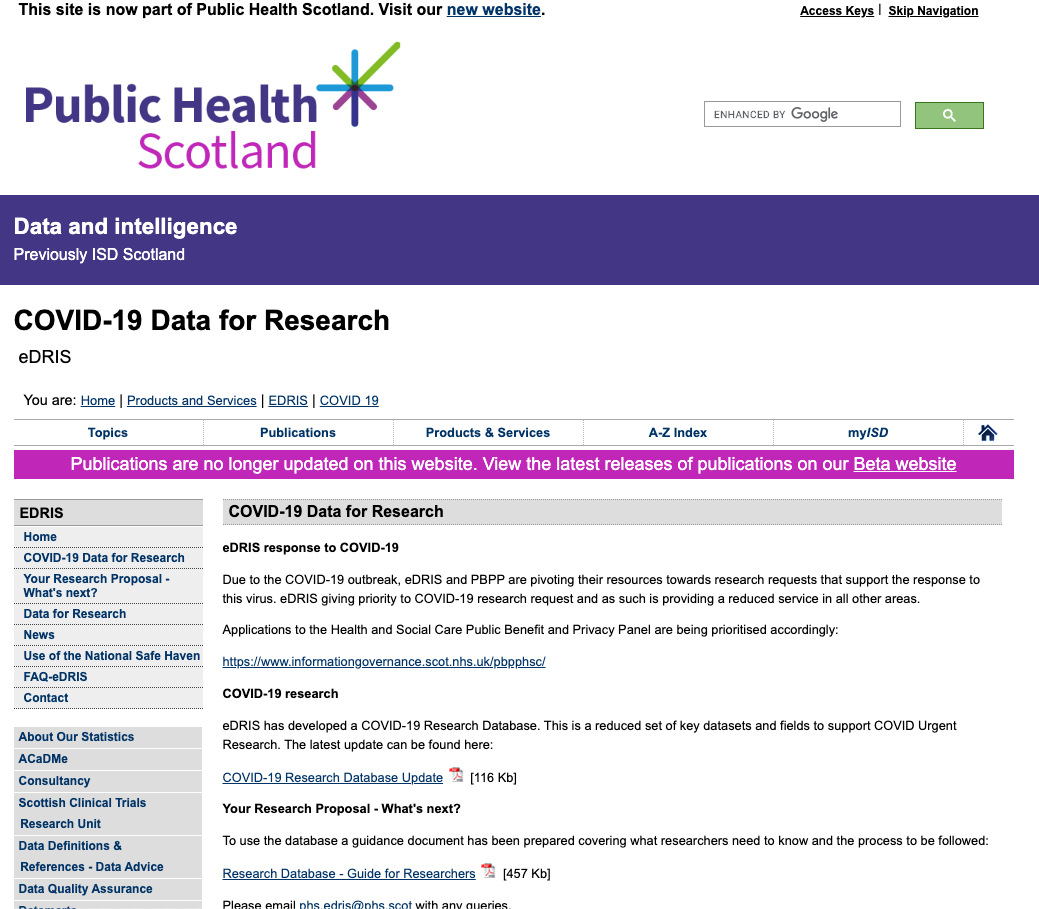 This site is now part of Public Health Scotland. Visit our new website.
Access Keys | Skip Navigation
Public Health
Scotland
ENHANCED BY Google
Data and intelligence
Previously ISD Scotland
COVID-19 Data for Research
eDRIS
You are: Home | Products and Services | EDRIS | COVID 19
Topics
Publications
Products & Services
A-Z Index
myISD
Publications are no longer updated on this website. View the latest releases of publications on our Beta website
EDRIS
Home
COVID-19 Data for Research
Your Research Proposal -
What's next?
Data for Research
News
Use of the National Safe Haven
FAQ-eDRIS
Contact
About Our Statistics
ACaDMe
Consultancy
Scottish Clinical Trials
Research Unit
Data Definitions &
References - Data Advice
Data Quality Assurance
COVID-19 Data for Research
eDRIS response to COVID-19
Due to the COVID-19 outbreak, eDRIS and PBPP are pivoting their resources towards research requests that support the response to
this virus. eDRIS giving priority to COVID-19 research request and as such is providing a reduced service in all other areas.
Applications to the Health and Social Care Public Benefit and Privacy Panel are being prioritised accordingly:
https://www.informationgovernance.scot.nhs.uk/pbpphsc/
COVID-19 research
eDRIS has developed a COVID-19 Research Database. This is a reduced set of key datasets and fields to support COVID Urgent
Research. The latest update can be found here:
COVID-19 Research Database Update [116 Kb]
Your Research Proposal - What's next?
To use the database a guidance document has been prepared covering what researchers need to know and the process to be followed:
Research Database - Guide for Researchers [457 Kb]
Please email phs.edris@phs.scot with any queries.